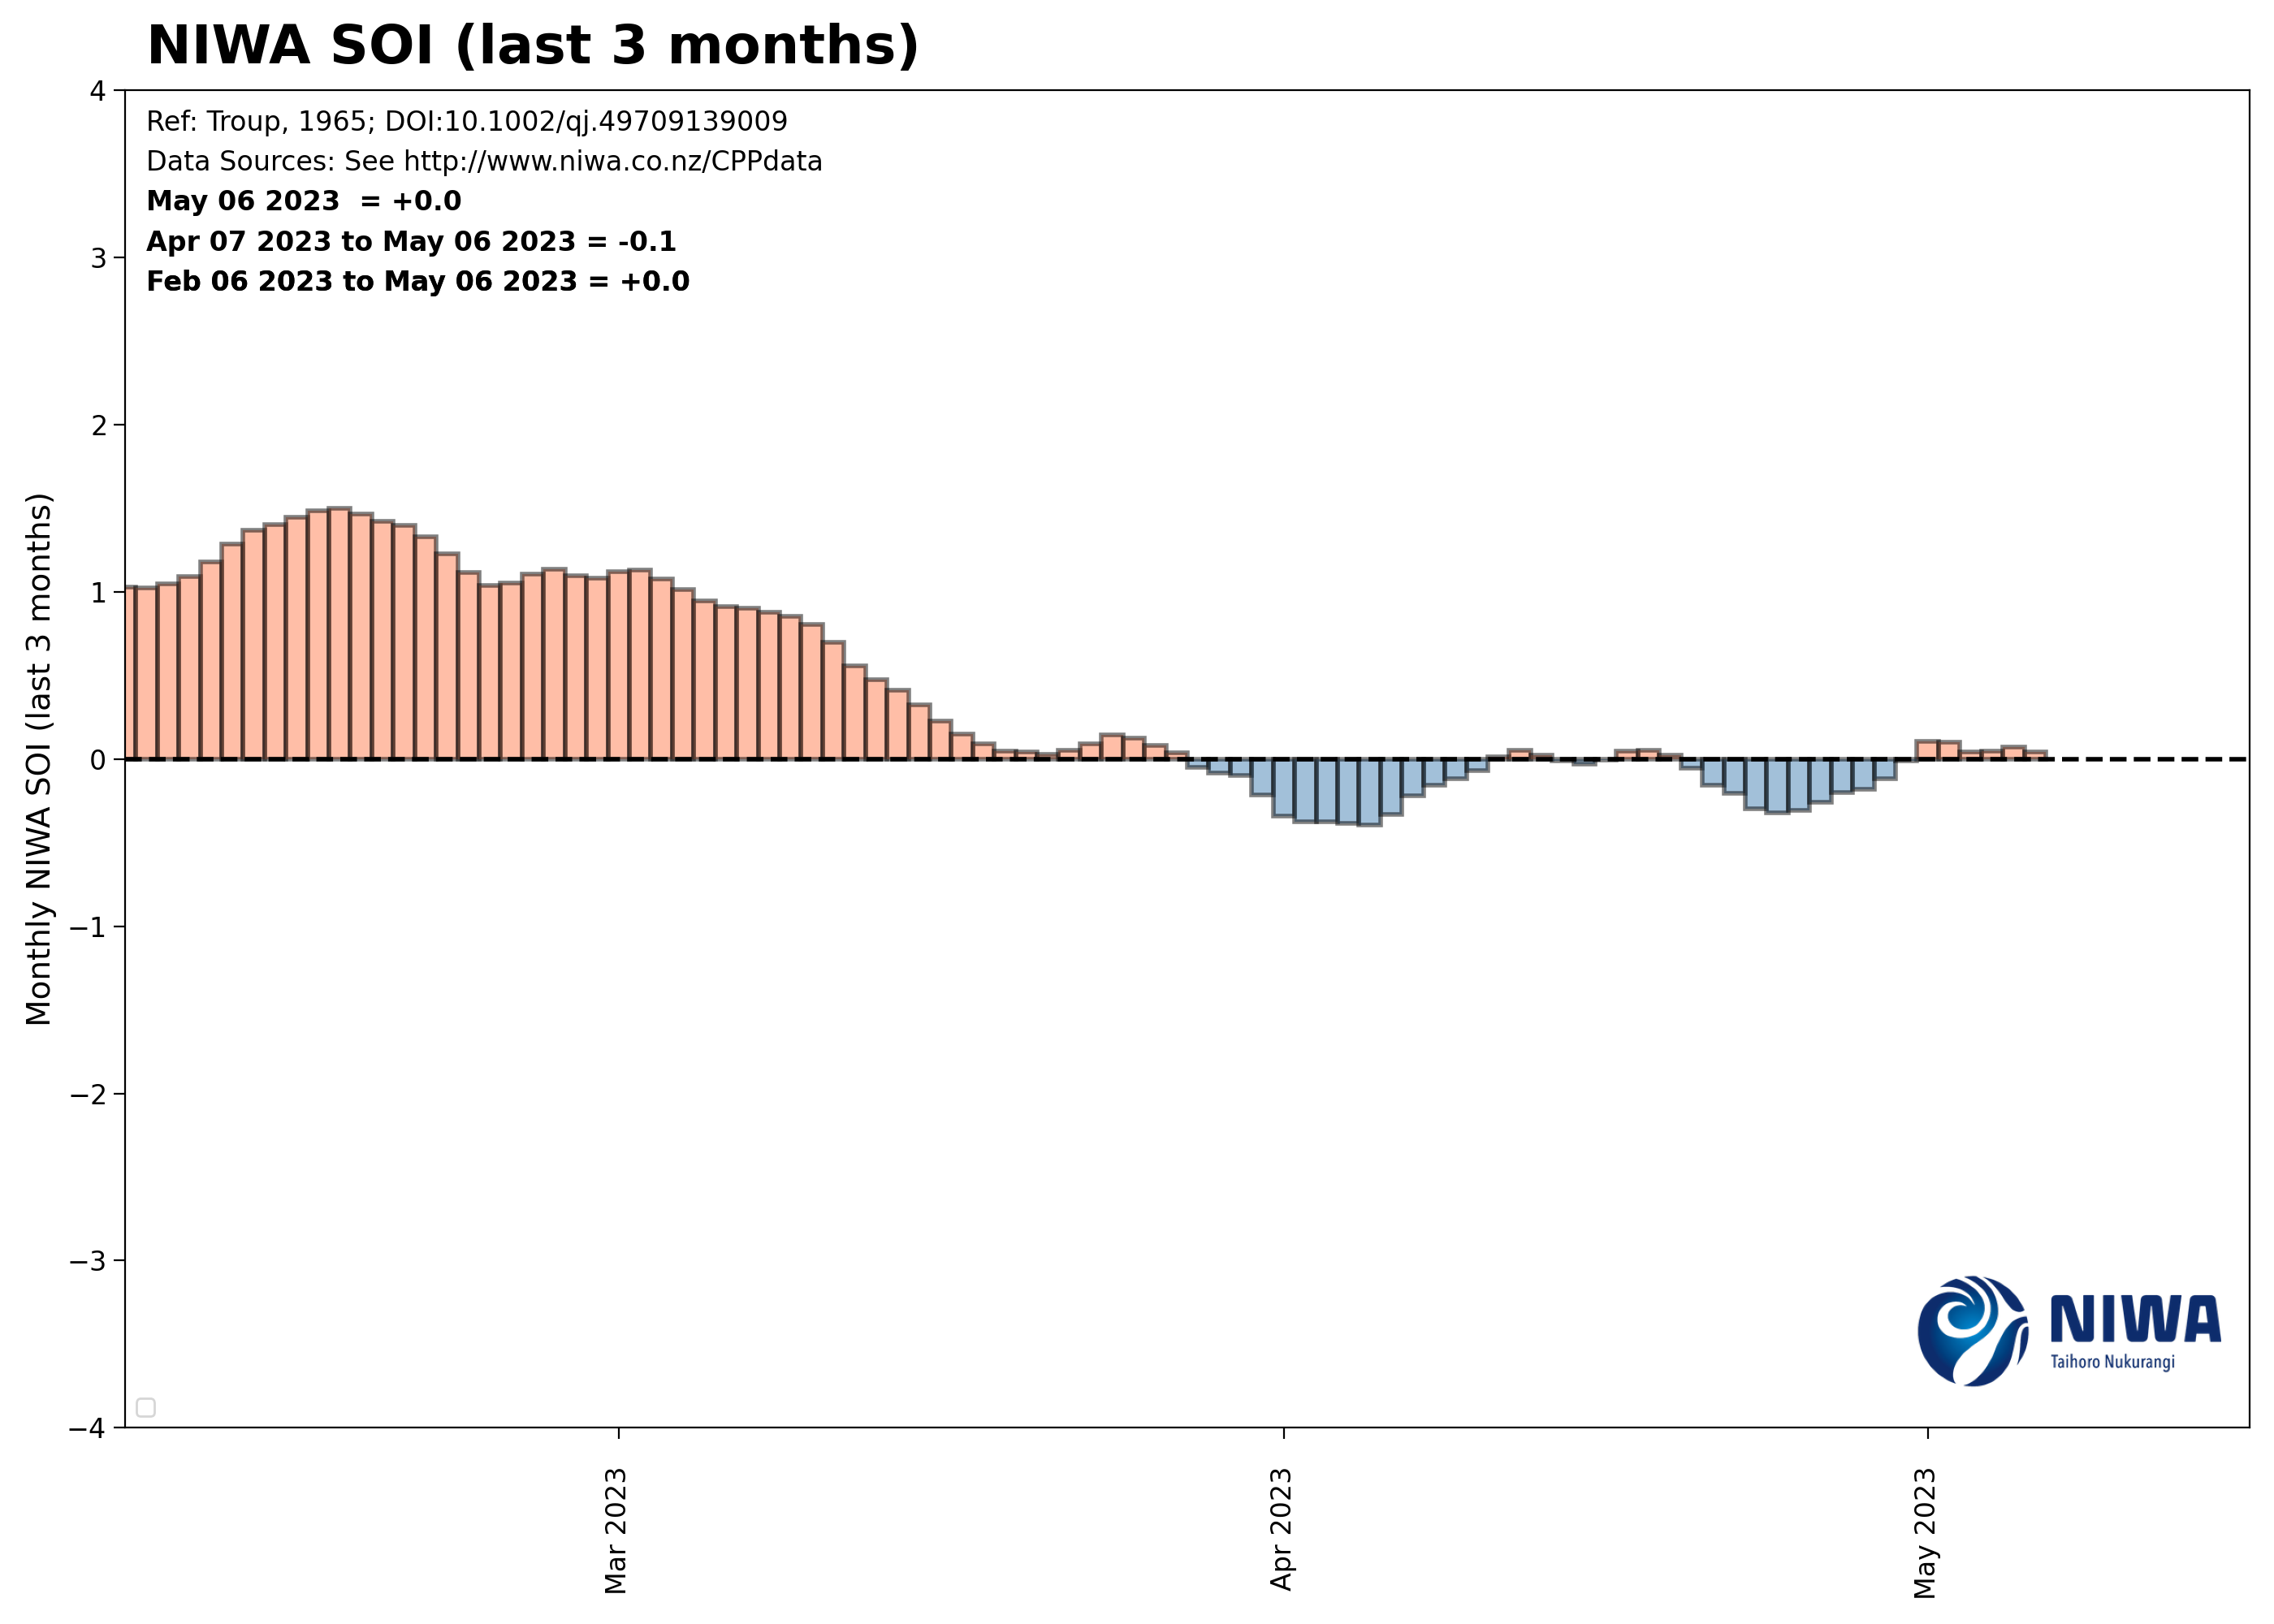 NIWA SOI (last 3 months)
Ref: Troup, 1965; DOI:10.1002/qj.49709139009
Data Sources: See http://www.niwa.co.nz/CPPdata
May 06 2023  = +0.0
Apr 07 2023 to May 06 2023 = -0.1
Feb 06 2023 to May 06 2023 = +0.0
Monthly NIWA SOI (last 3 months)
4
3
2
1
0
−1
−2
−3
−4
Mar 2023
Apr 2023
May 2023
NIWA
Taihoro Nukurangi